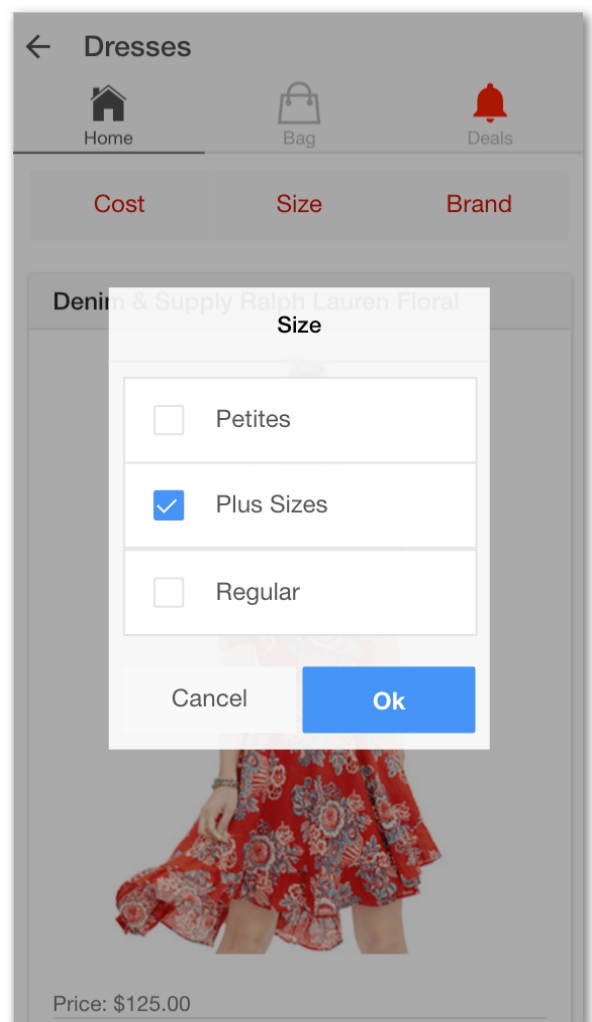 Dresses
Home Bag Deals
Cost Size Brand
Denim & Supply Ralph Lauren Floral
Size
Petites
Plus Sizes
Regular
Cancel Ok
Price: $125.00